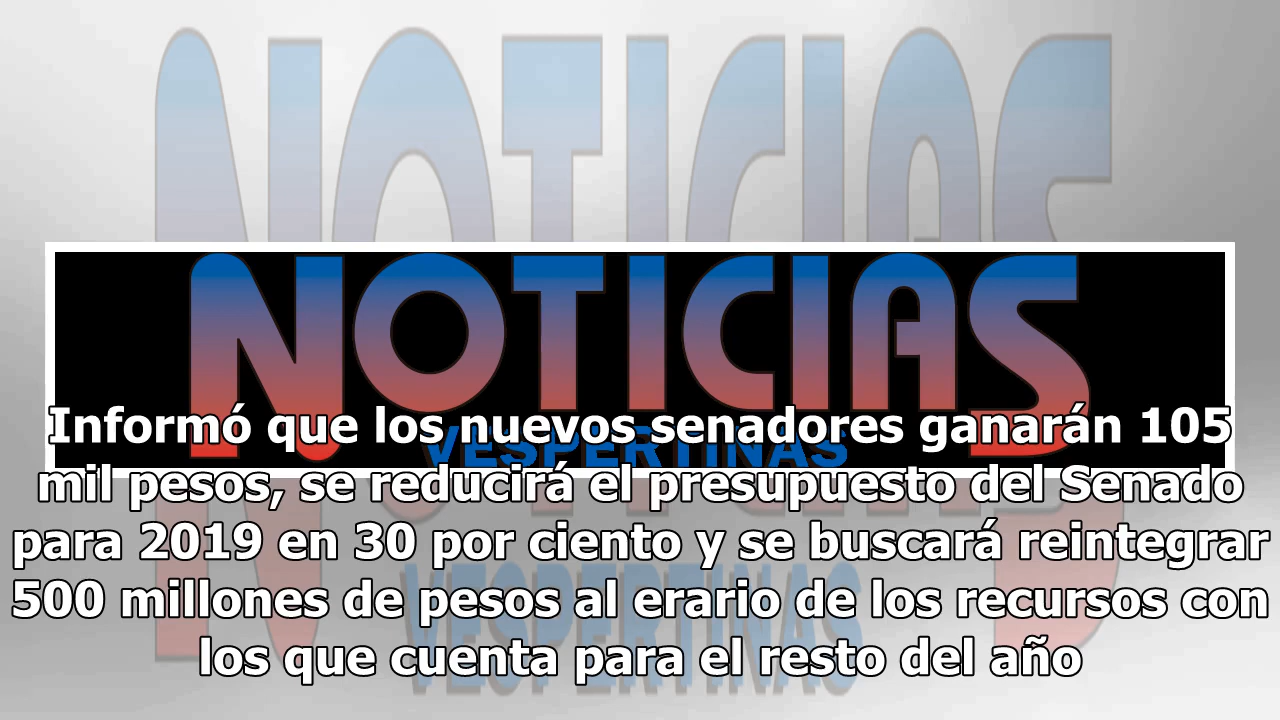 NOTICIAS
NOTICIAS
VESPERTINAS
Informó que los nuevos senadores ganarán 105
mil pesos, se reducirá el presupuesto del Senado
para 2019 en 30 por ciento y se buscará reintegrar
500 millones de pesos al erario de los recursos con
los que cuenta para el resto del año
VESPERTINAS